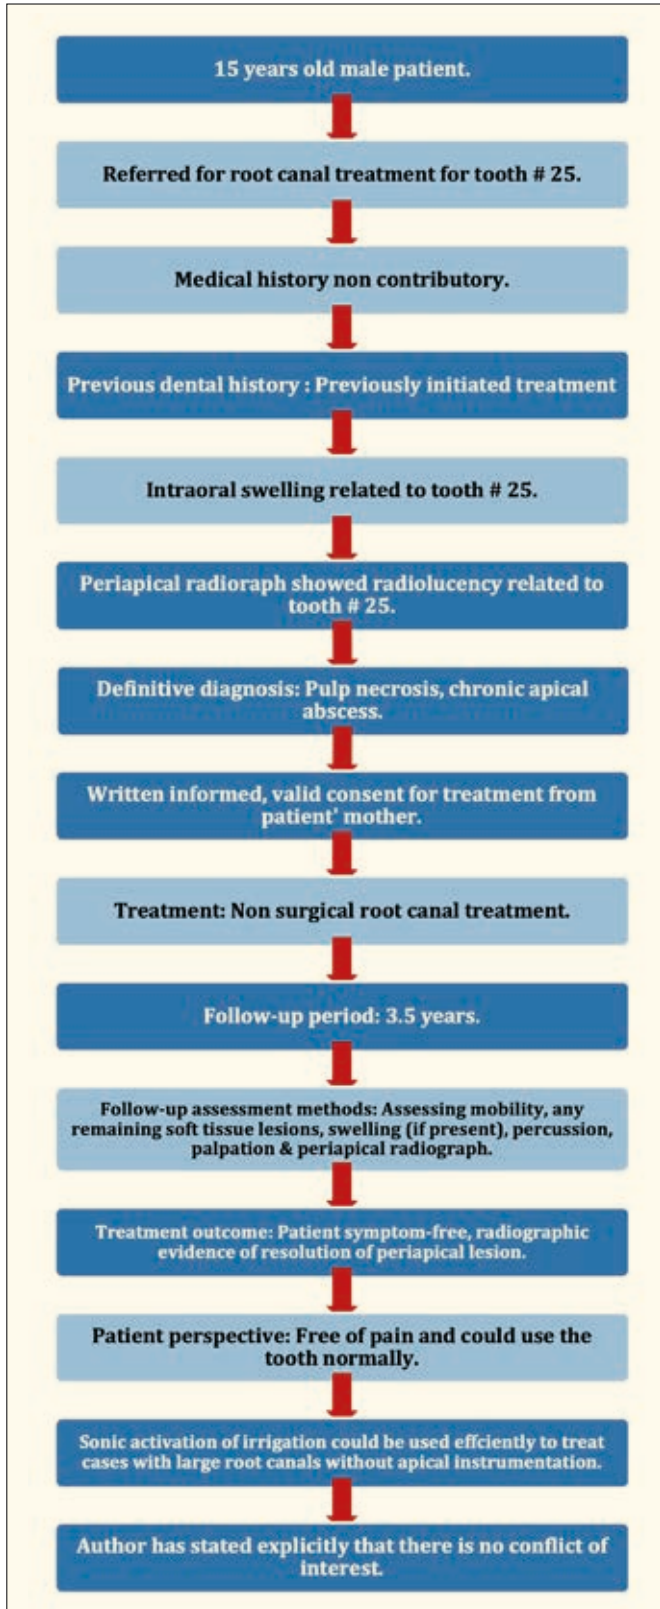 15 years old male patient.
Referred for root canal treatment for tooth # 25.
Medical history non contributory.
Previous dental history : Previously initiated treatment
Intraoral swelling related to tooth # 25.
Periapical radioraph showed radiolucency related to
tooth # 25.
Definitive diagnosis: Pulp necrosis, chronic apical
abscess.
Written informed, valid consent for treatment from
patient' mother.
Treatment: Non surgical root canal treatment.
Follow-up period: 3.5 years.
Follow-up assessment methods: Assessing mobility, any
remaining soft tissue lesions, swelling (if present), percussion,
palpation & periapical radiograph.
Treatment outcome: Patient symptom-free, radiographic
evidence of resolution of periapical lesion.
Patient perspective: Free of pain and could use the
tooth normally.
Sonic activation of irrigation could be used effciently to treat
cases with large root canals without apical instrumentation.
Author has stated explicitly that there is no conflict of
interest.